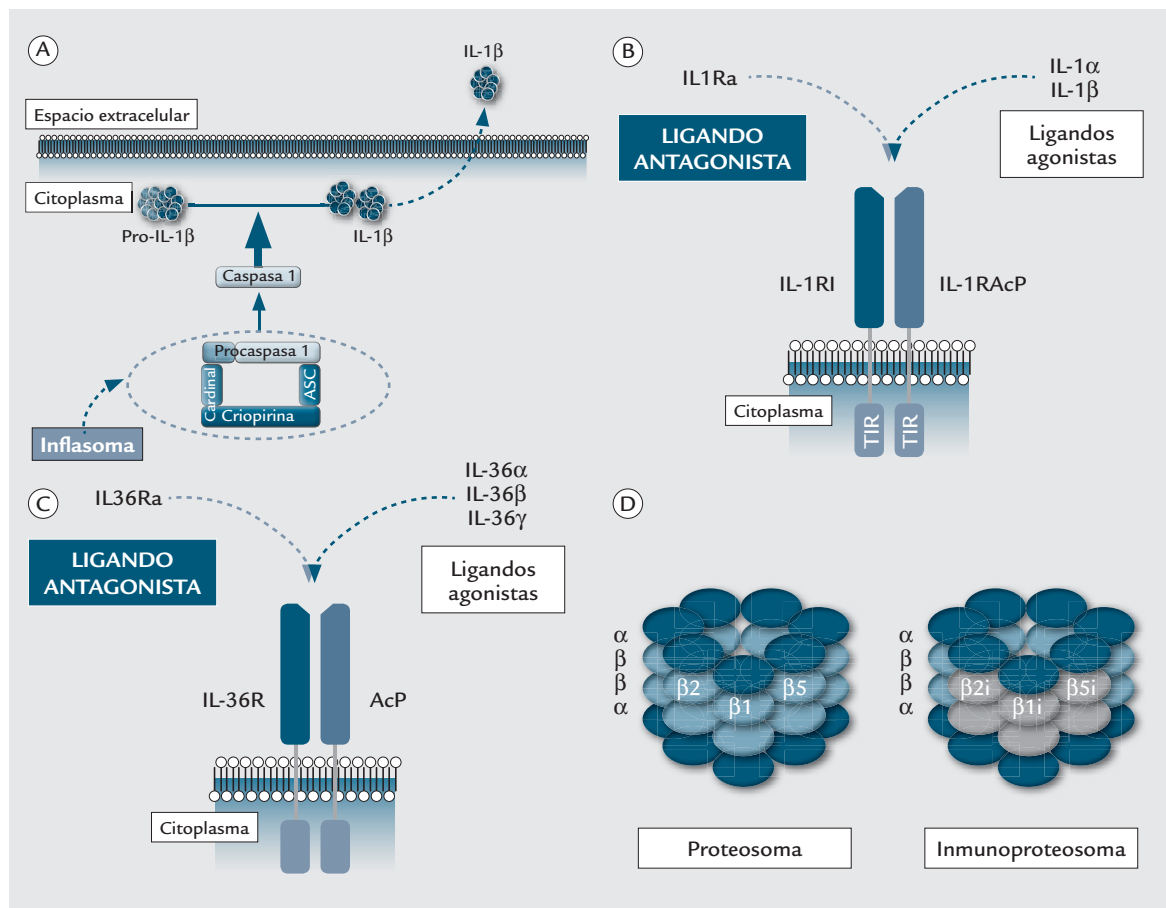 A
IL-1β
Espacio extracelular
Citoplasma
Pro-IL-1β
IL-1β
Caspasa 1
Procaspasa 1
Cardinal
ASC
Criopirina
Inflasoma
B
IL1Ra
IL-1α
IL-1β
LIGANDO
ANTAGONISTA
Ligandos
agonistas
IL-1RI
IL-1RAcP
Citoplasma
TIR
TIR
C
IL36Ra
IL-36α
IL-36β
IL-36γ
LIGANDO
ANTAGONISTA
Ligandos
agonistas
IL-36R
AcP
Citoplasma
D
α
β
β
α
β2
β1
β5
Proteosoma
α
β
β
α
β2i
β1i
β5i
Inmunoproteosoma